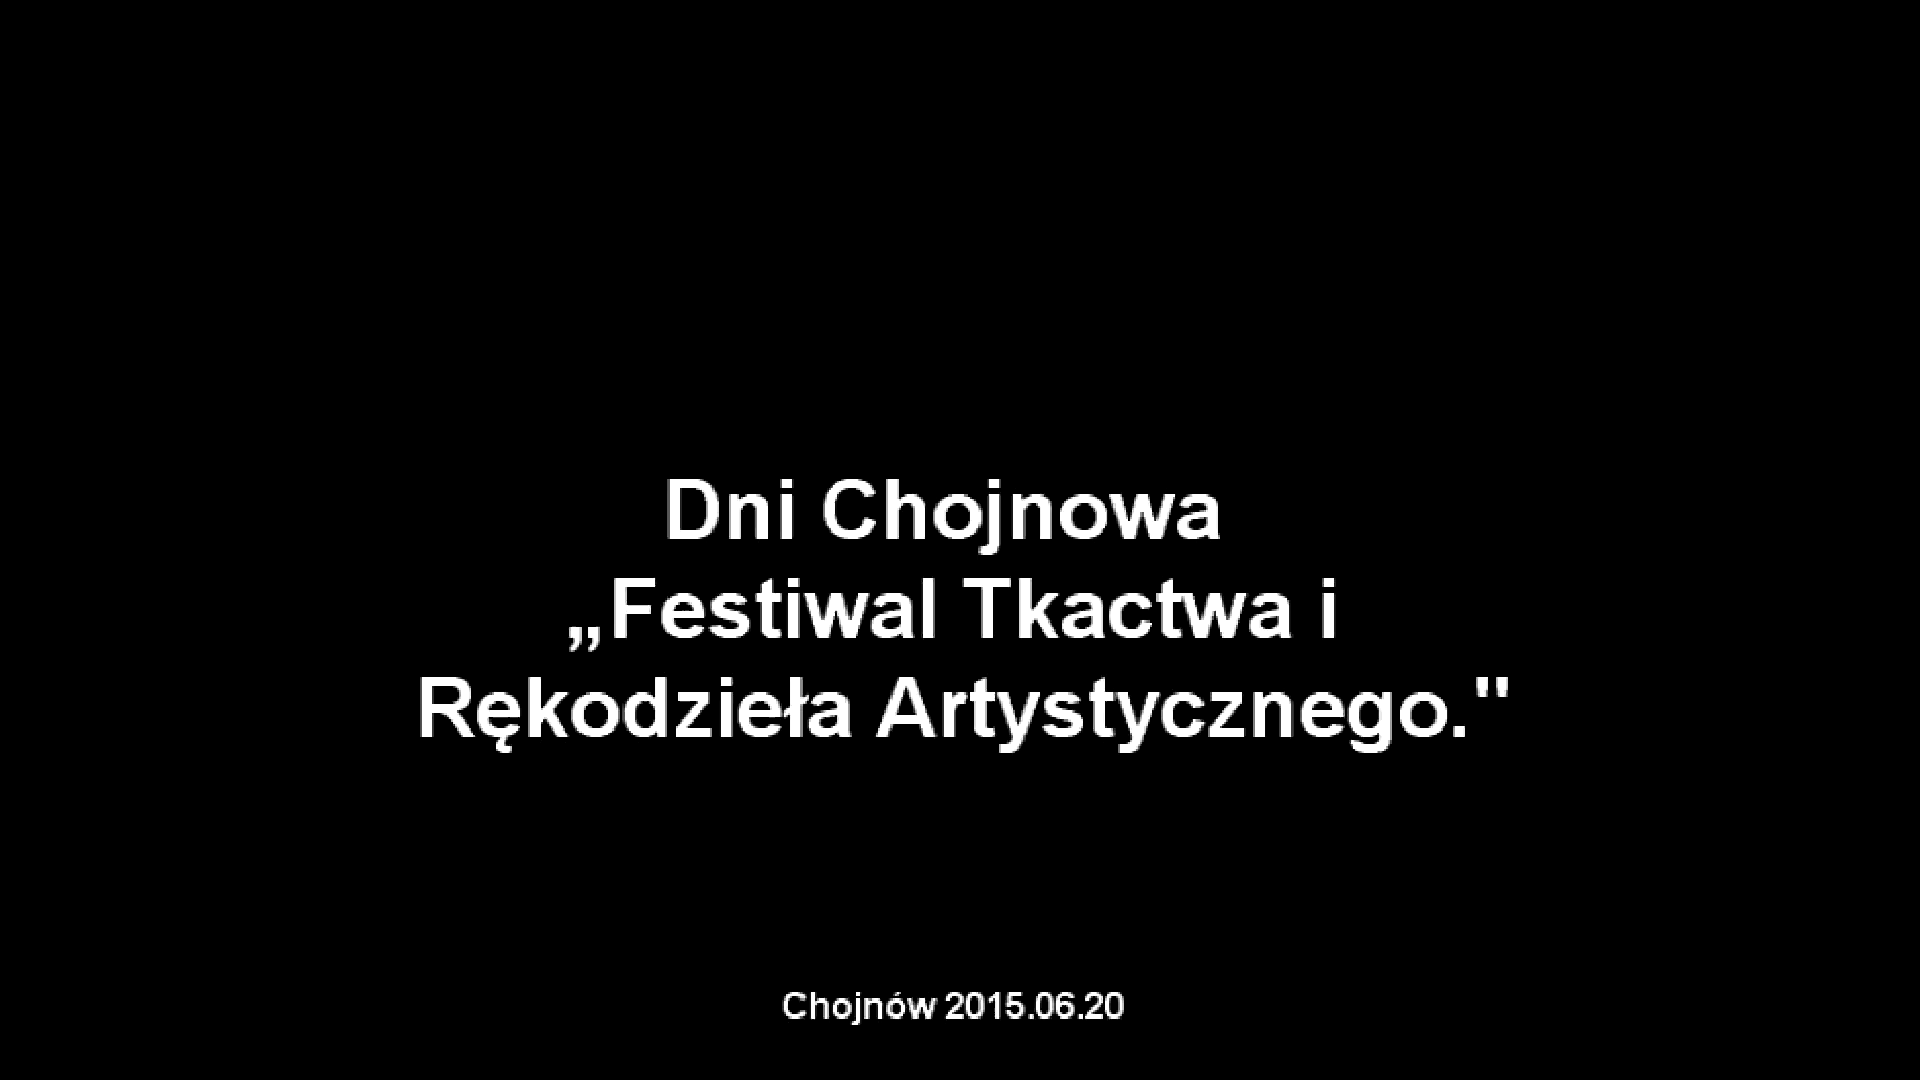 Dni Chojnowa
„Festiwal Tkactwa i
Rękodzieła Artystycznego."
Chojnów 2015.06.20